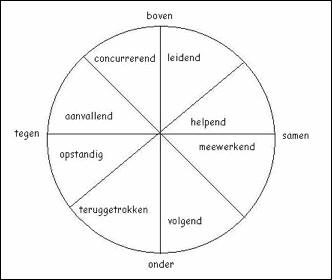 boven
concurrerend
leidend
aanvallend
helpend
tegen
samen
opstandig
meewerkend
teruggetrokken
volgend
onder